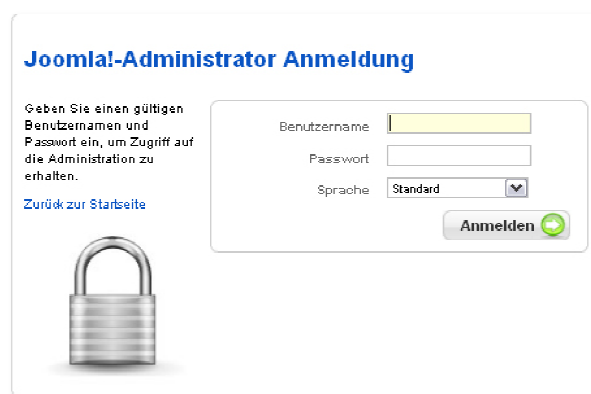 Joomla!-Administrator Anmeldung
Geben Sie einen gültigen
Benutzernamen und
Passwort ein, um Zugriff auf
die Administration zu
erhalten.
Zurück zur Startseite
Benutzername
Passwort
Sprache Standard
Anmelden